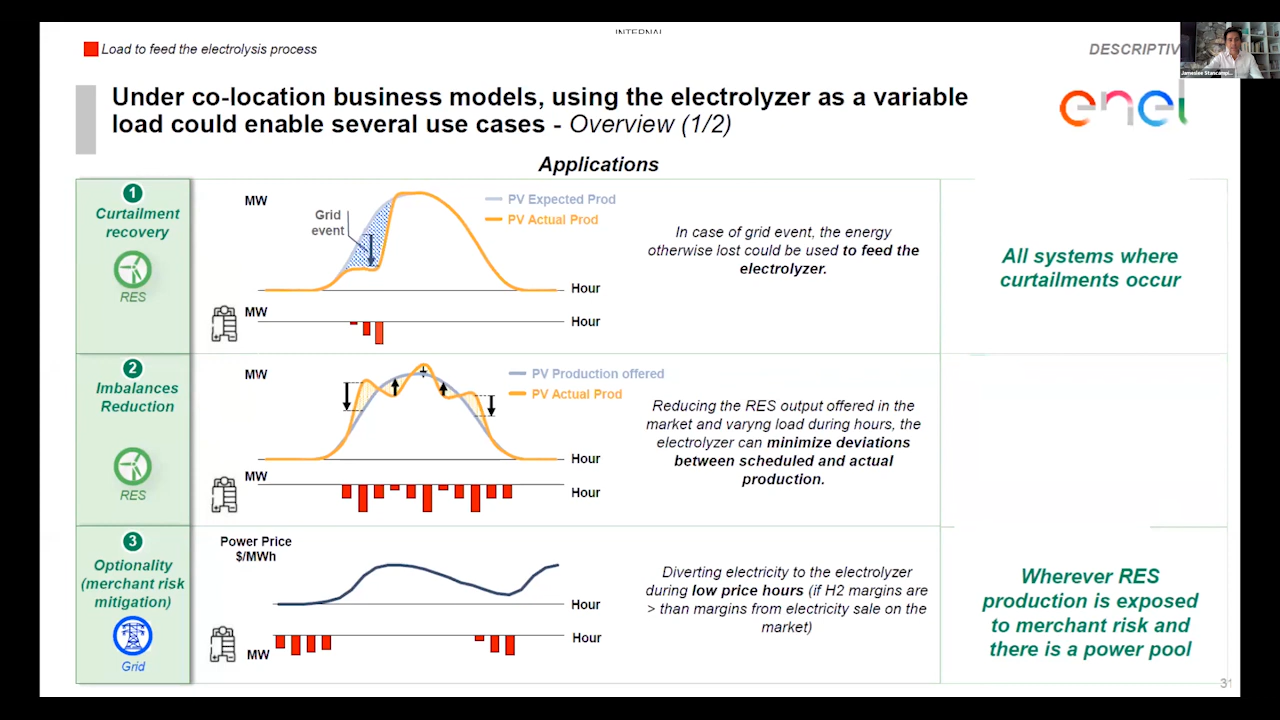 INTERNAL
Load to feed the electrolysis process
DESCRIPTIV
Under co-location business models, using the electrolyzer as a variable
load could enable several use cases - Overview (1/2)
enel
Applications
1
Curtailment
recovery
RES
MW
Grid
event
PV Expected Prod
PV Actual Prod
Hour
MW
Hour
In case of grid event, the energy
otherwise lost could be used to feed the
electrolyzer.
All systems where
curtailments occur
2
Imbalances
Reduction
RES
MW
PV Production offered
PV Actual Prod
Hour
MW
Hour
Reducing the RES output offered in the
market and varyng load during hours, the
electrolyzer can minimize deviations
between scheduled and actual
production.
3
Optionality
(merchant risk
mitigation)
Grid
Power Price
$/MWh
Hour
Hour
MW
Diverting electricity to the electrolyzer
during low price hours (if H2 margins are
> than margins from electricity sale on the
market)
Wherever RES
production is exposed
to merchant risk and
there is a power pool
31